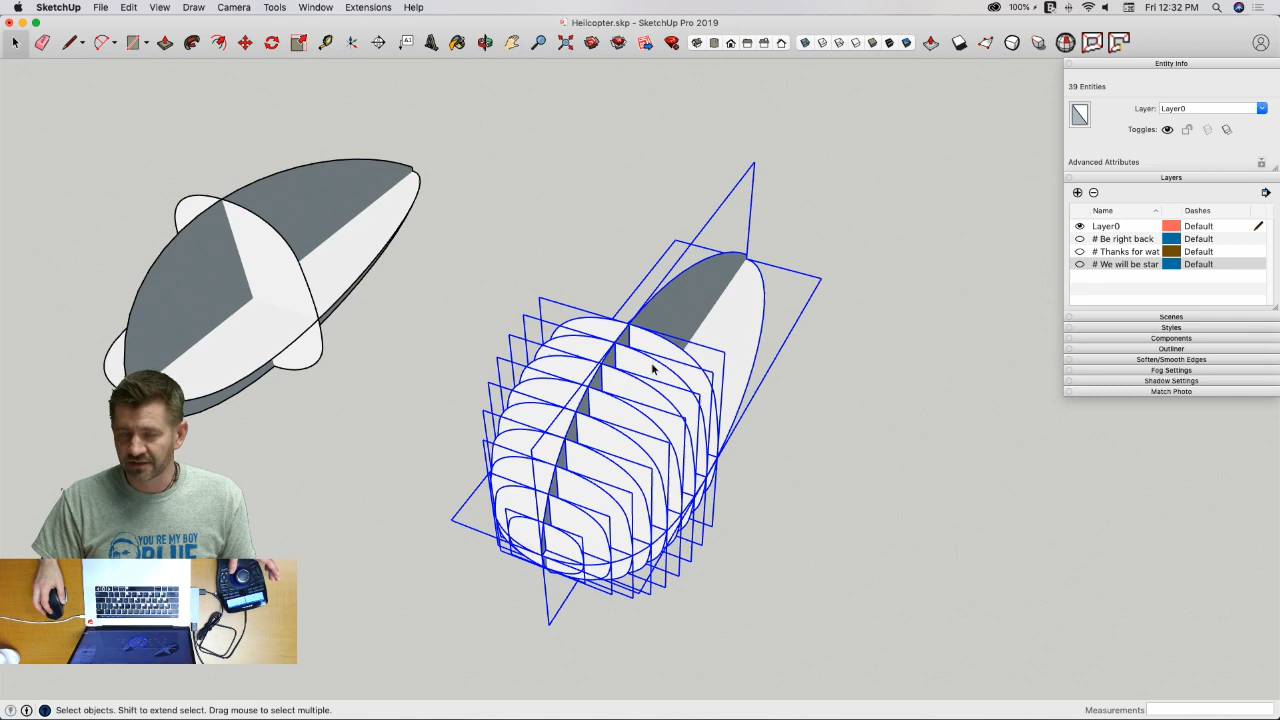 SketchUp File Edit View Draw Camera Tools Window Extensions Help
100% Fri 12:32 PM
Heilcopter.skp - SketchUp Pro 2019
Entity Info
39 Entities
Layer: Layer0
Toggles:
Advanced Attributes
Layers
Name Dashes
Layer0 Default
# Be right back Default
# Thanks for wat Default
# We will be star Default
Scenes
Styles
Components
Outliner
Soften/Smooth Edges
Fog Settings
Shadow Settings
Match Photo
YOU'RE MY BOY
BLUE
Select objects. Shift to extend select. Drag mouse to select multiple.
Measurements